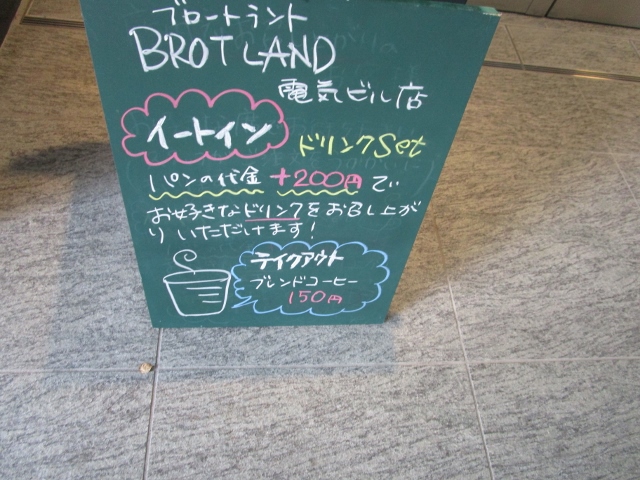 ブロートラント
BROTLAND
電気ビル店
イートイン ドリンクSet
パンの代金 +200円 で
お好きなドリンクをお召し上が
り いただけます!
テイクアウト
ブレンドコーヒー
150円